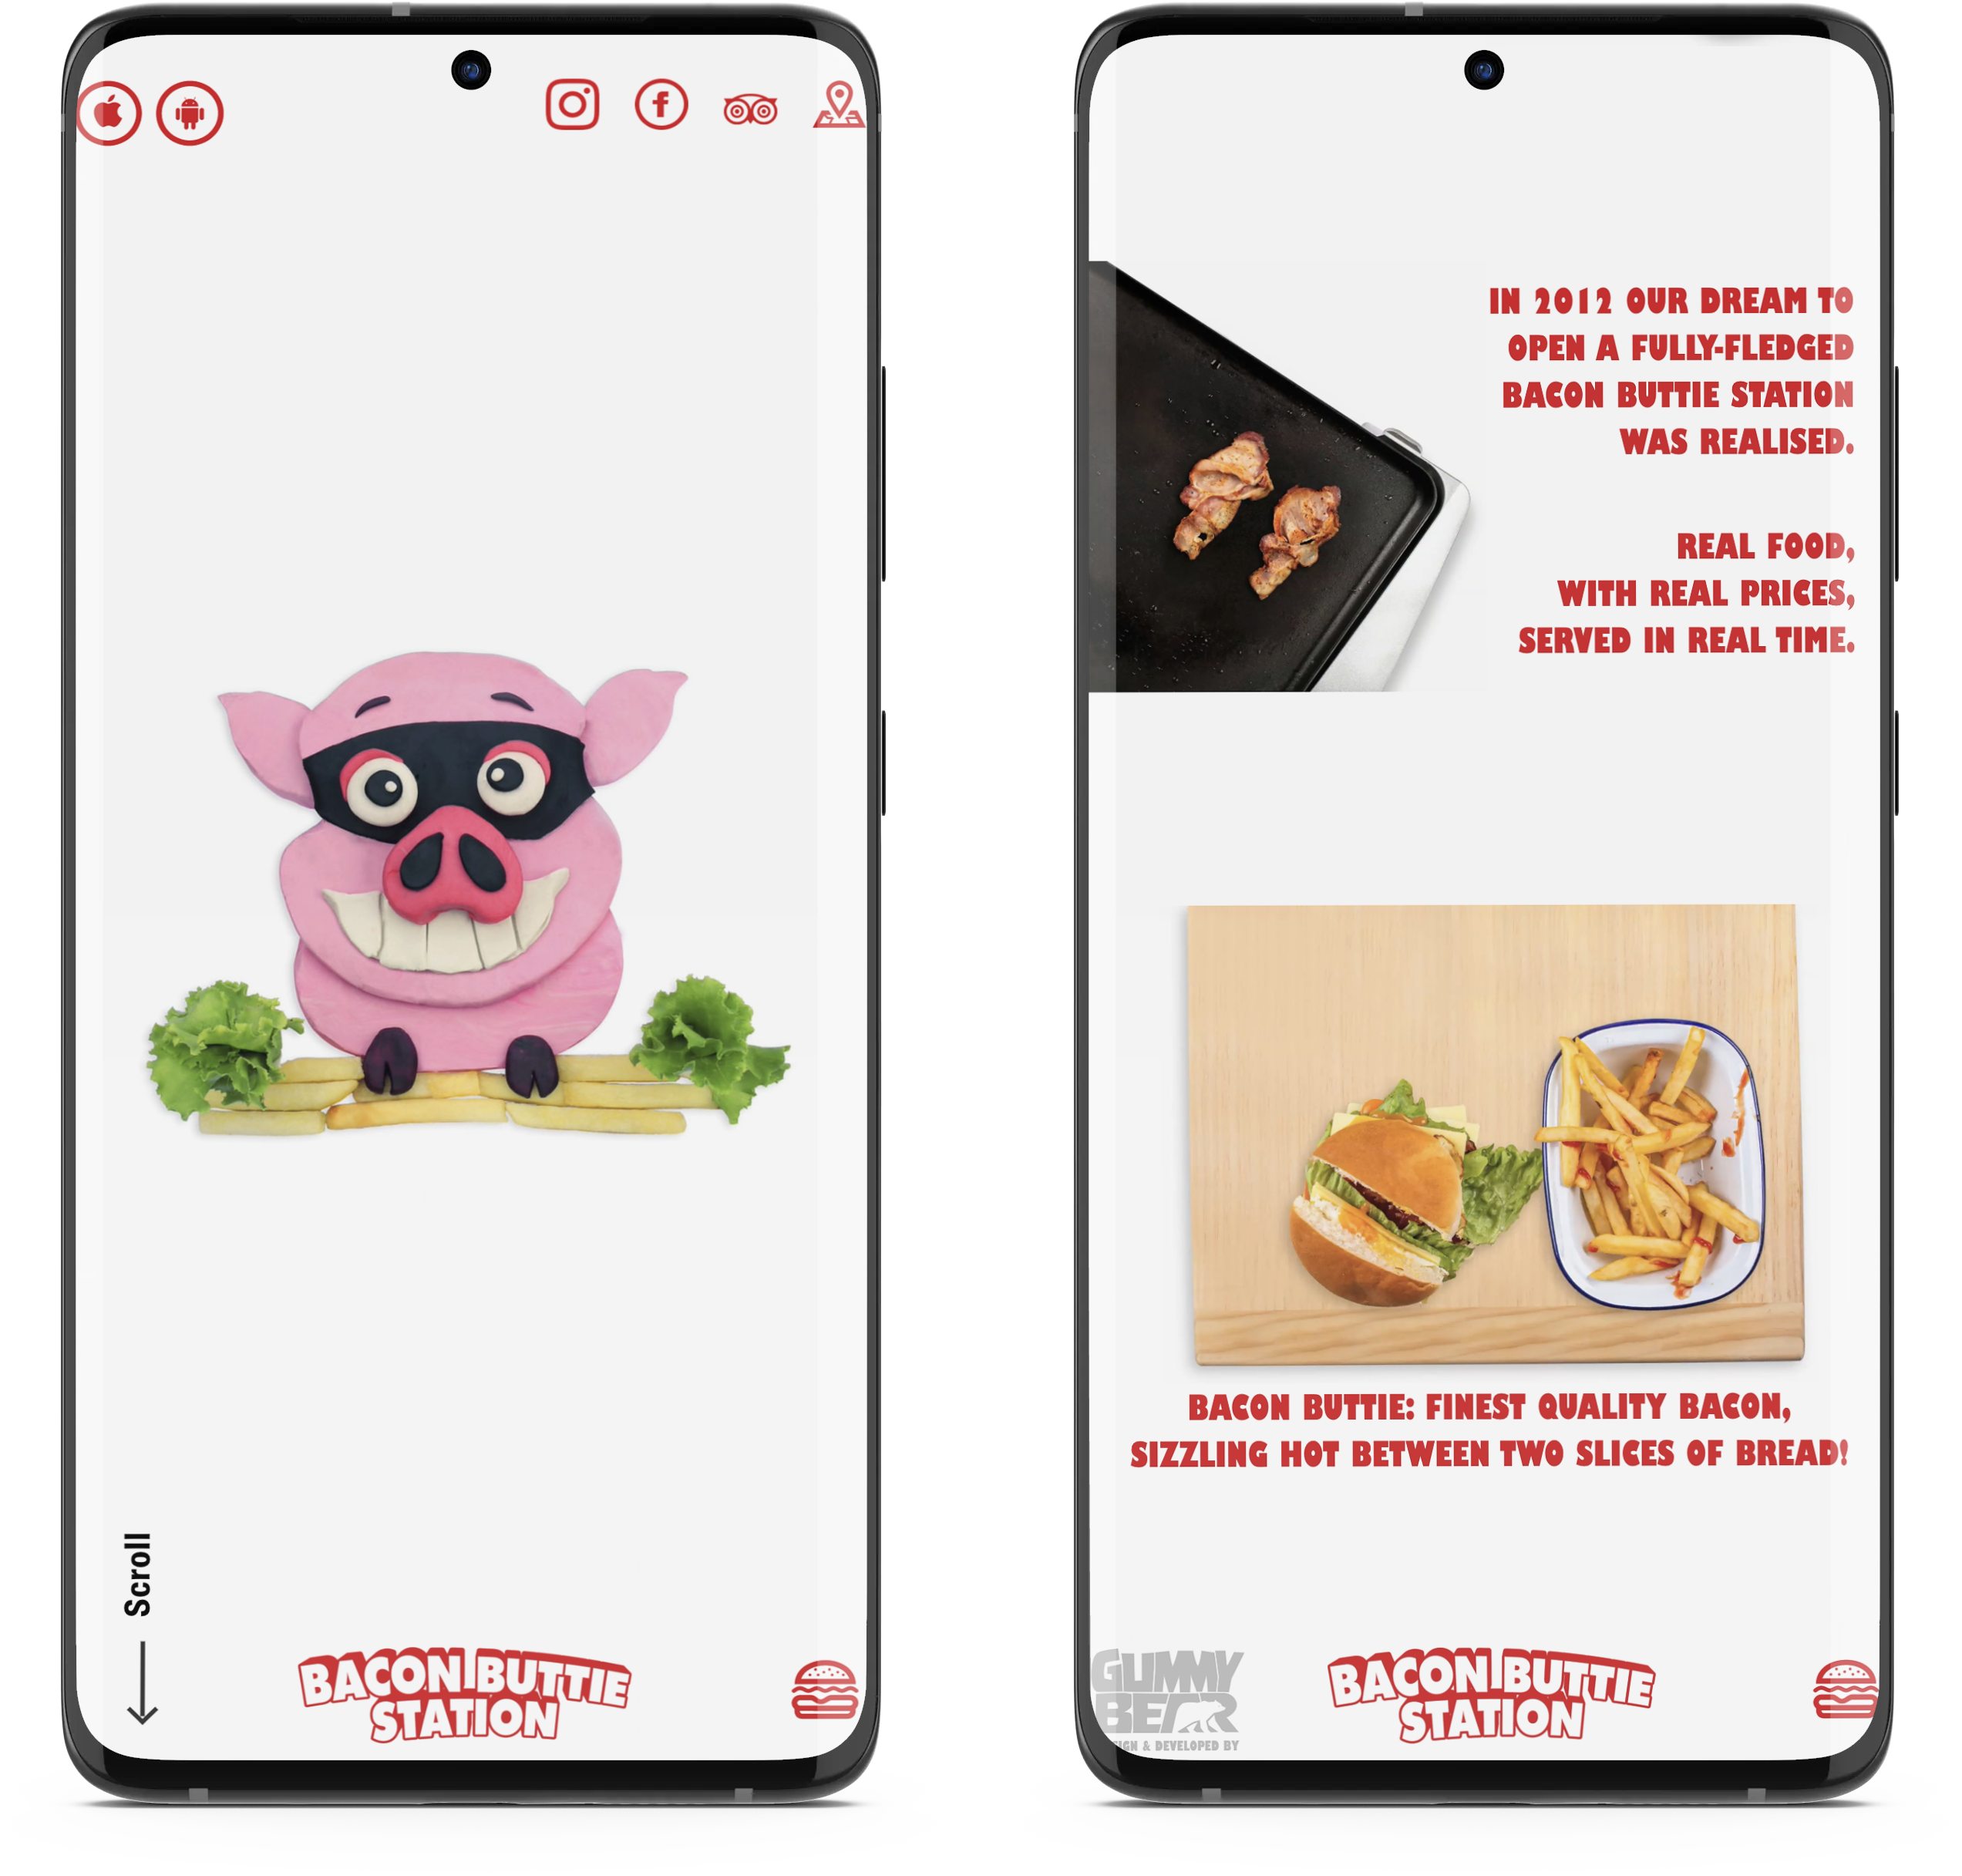 Scroll
BACON BUTTIE
STATION
IN 2012 OUR DREAM TO
OPEN A FULLY-FLEDGED
BACON BUTTIE STATION
WAS REALISED.
REAL FOOD,
WITH REAL PRICES,
SERVED IN REAL TIME.
BACON BUTTIE: FINEST QUALITY BACON,
SIZZLING HOT BETWEEN TWO SLICES OF BREAD!
GUMMY
BEAR
& DEVELOPED BY
BACON BUTTIE
STATION